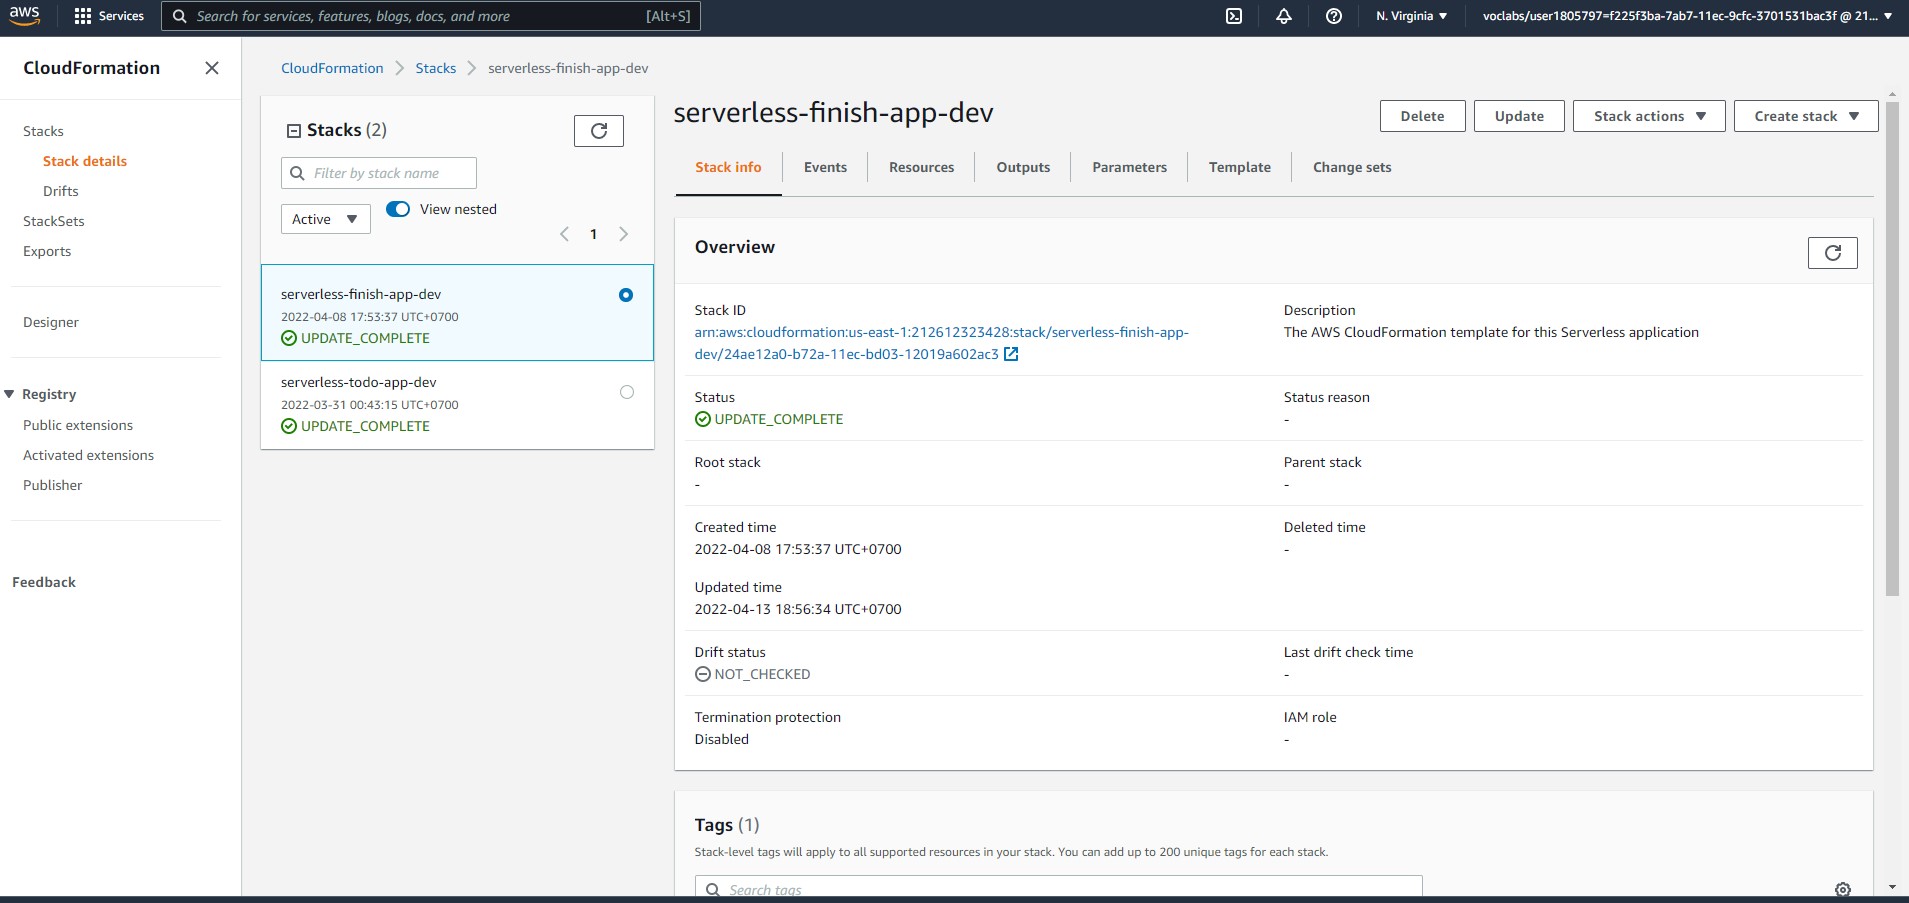 aws
Services
Search for services, features, blogs, docs, and more
[Alt+S]
N. Virginia
voclabs/user1805797=f225f3ba-7ab7-11ec-9cfc-3701531bac3f @ 21...
CloudFormation
Stacks
Stack details
Drifts
StackSets
Exports
Designer
Registry
Public extensions
Activated extensions
Publisher
Feedback
CloudFormation
Stacks
serverless-finish-app-dev
Stacks (2)
Filter by stack name
Active
View nested
1
serverless-finish-app-dev
2022-04-08 17:53:37 UTC+0700
UPDATE_COMPLETE
serverless-todo-app-dev
2022-03-31 00:43:15 UTC+0700
UPDATE_COMPLETE
serverless-finish-app-dev
Delete
Update
Stack actions
Create stack
Stack info
Events
Resources
Outputs
Parameters
Template
Change sets
Overview
Stack ID
arn:aws:cloudformation:us-east-1:212612323428:stack/serverless-finish-app-
dev/24ae12a0-b72a-11ec-bd03-12019a602ac3
Description
The AWS CloudFormation template for this Serverless application
Status
UPDATE_COMPLETE
Status reason
-
Root stack
-
Parent stack
-
Created time
2022-04-08 17:53:37 UTC+0700
Deleted time
-
Updated time
2022-04-13 18:56:34 UTC+0700
Drift status
NOT_CHECKED
Last drift check time
-
Termination protection
Disabled
IAM role
-
Tags (1)
Stack-level tags will apply to all supported resources in your stack. You can add up to 200 unique tags for each stack.
Search tags